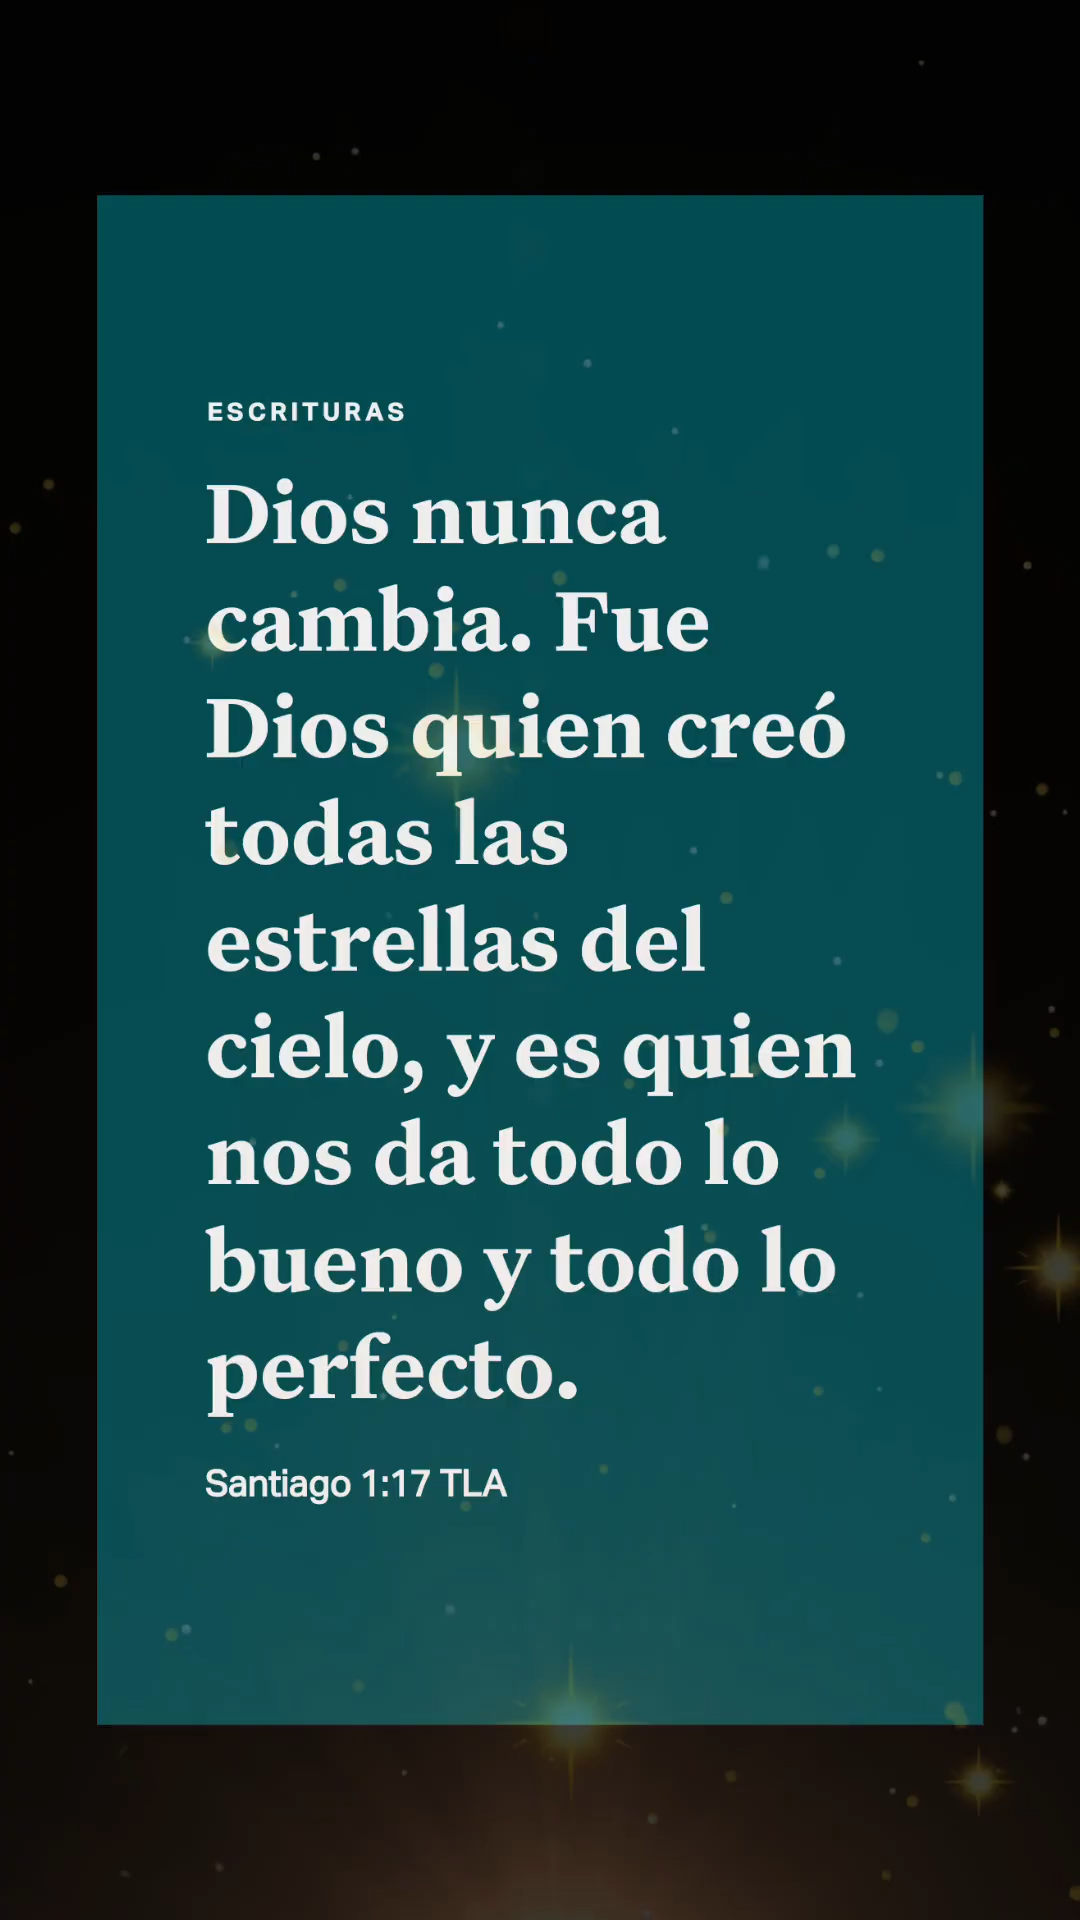 ESCRITURAS
Dios nunca
cambia. Fue
Dios quien creó
todas las
estrellas del
cielo, y es quien
nos da todo lo
bueno y todo lo
perfecto.
Santiago 1:17 TLA